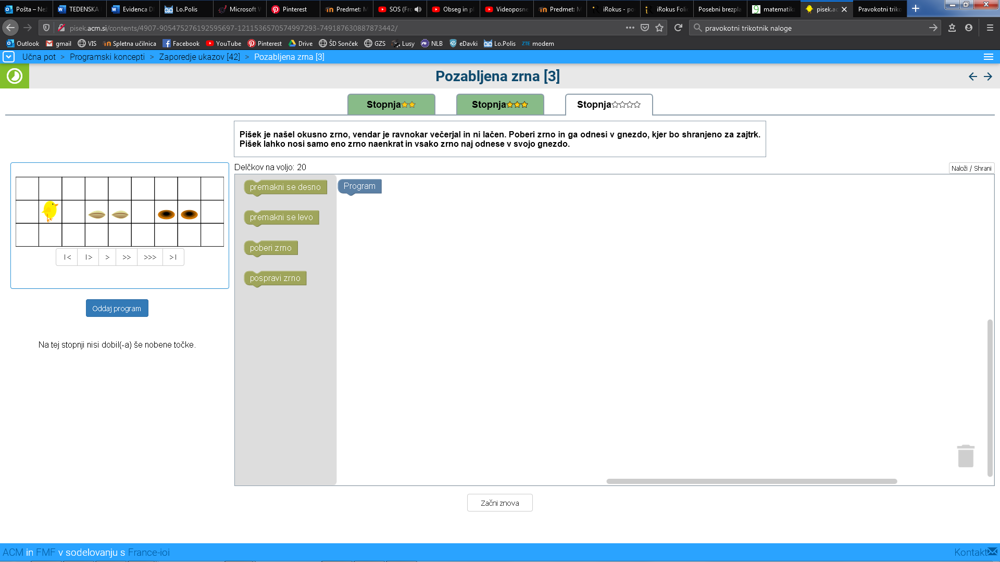 Pošta – Než
TEDENSKA
Evidenca D
Lo.Polis
Microsoft W
Pinterest
Predmet: M
SOS (Fro
Obseg in pl
Videoposne
Predmet: M
iRokus - po
iRokus Folio
Posebni brezpla
matematika
pisek.ac
Pravokotni triko
pisek.acm.si/contents/4907-905475276192595697-1211536570574997293-749187630887873442/
pravokotni trikotnik naloge
Outlook
gmail
VIS
Spletna učilnica
Facebook
YouTube
Pinterest
Drive
ŠD Sonček
GZS
Lusy
NLB
eDavki
Lo.Polis
ZTE modem
Učna pot > Programski koncepti > Zaporedje ukazov [42] > Pozabljena zrna [3]
Pozabljena zrna [3]
Stopnja
Stopnja
Stopnja
Pišek je našel okusno zrno, vendar je ravnokar večerjal in ni lačen. Poberi zrno in ga odnesi v gnezdo, kjer bo shranjeno za zajtrk.
Pišek lahko nosi samo eno zrno naenkrat in vsako zrno naj odnese v svojo gnezdo.
Delčkov na voljo: 20
Naloži / Shrani
premakni se desno
Program
premakni se levo
poberi zrno
pospravi zrno
|< |> > >> >>> >|
Oddaj program
Na tej stopnji nisi dobil(-a) še nobene točke.
Začni znova
ACM in FMF v sodelovanju s France-ioi
Kontakt